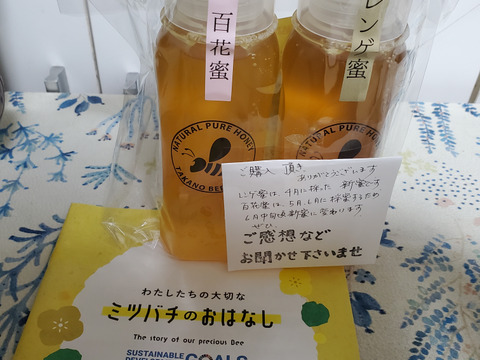 百花蜜
レンゲ蜜
NATURAL PURE HONEY
TAKANO BEE
NATURAL PURE HONEY
ご購入 頂き
ありがとうございます
レンゲ蜜は、4月に採った 新蜜です
百花蜜は、5月、6月に採蜜するため
6月中旬頃新蜜に変わります
ぜひ
ご感想など
お聞かせ下さいませ
わたしたちの大切な
ミツバチのおはなし
The story of our precious Bee
SUSTAINABLE
GOALS